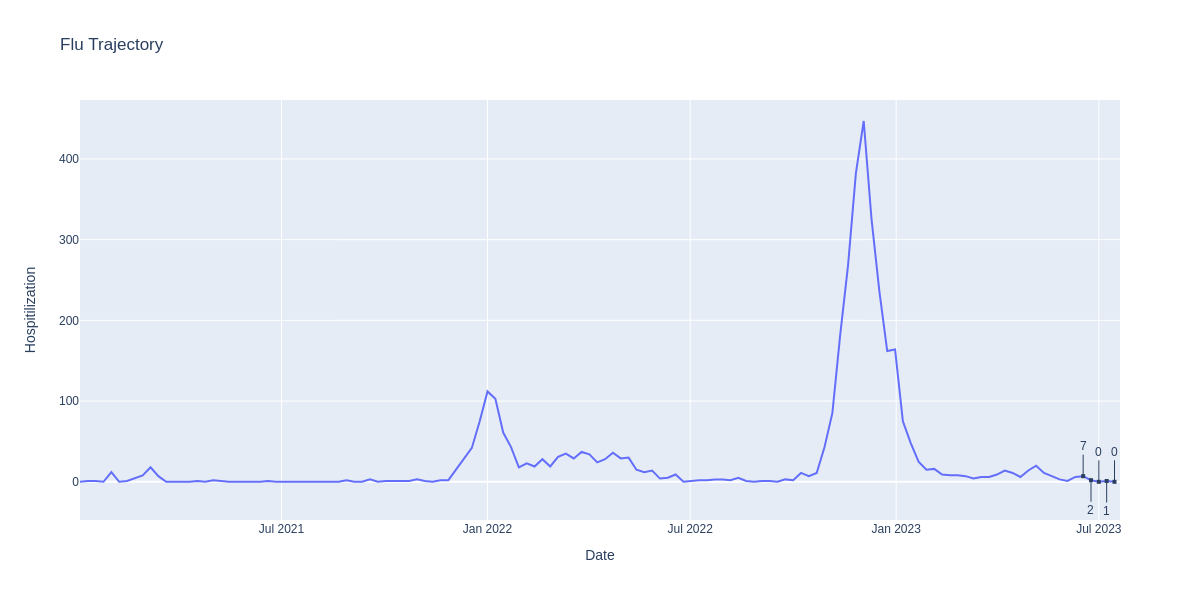 Flu Trajectory
Hospitilization
400
300
200
100
0
7
0
0
2
1
Jul 2021
Jan 2022
Jul 2022
Jan 2023
Jul 2023
Date